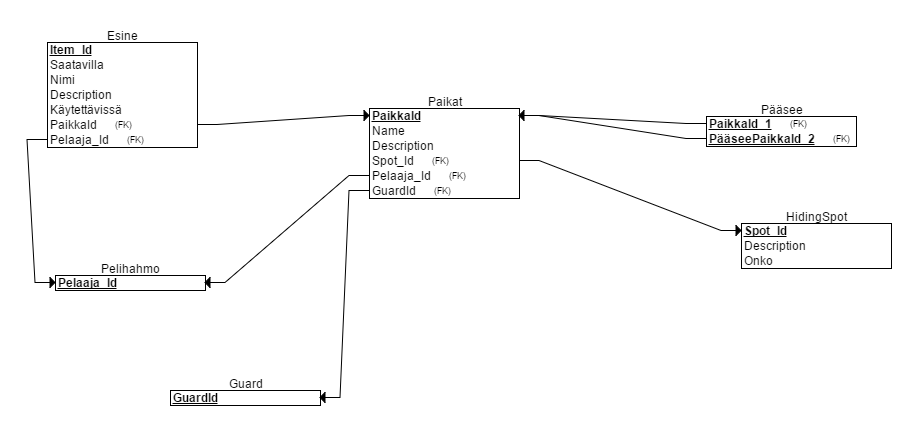 Esine
Item_Id
Saatavilla
Nimi
Description
Käytettävissä
PaikkaId (FK)
Pelaaja_Id (FK)
Paikat
PaikkaId
Name
Description
Spot_Id (FK)
Pelaaja_Id (FK)
GuardId (FK)
Pääsee
PaikkaId_1 (FK)
PääseePaikkaId_2 (FK)
HidingSpot
Spot_Id
Description
Onko
Pelihahmo
Pelaaja_Id
Guard
GuardId